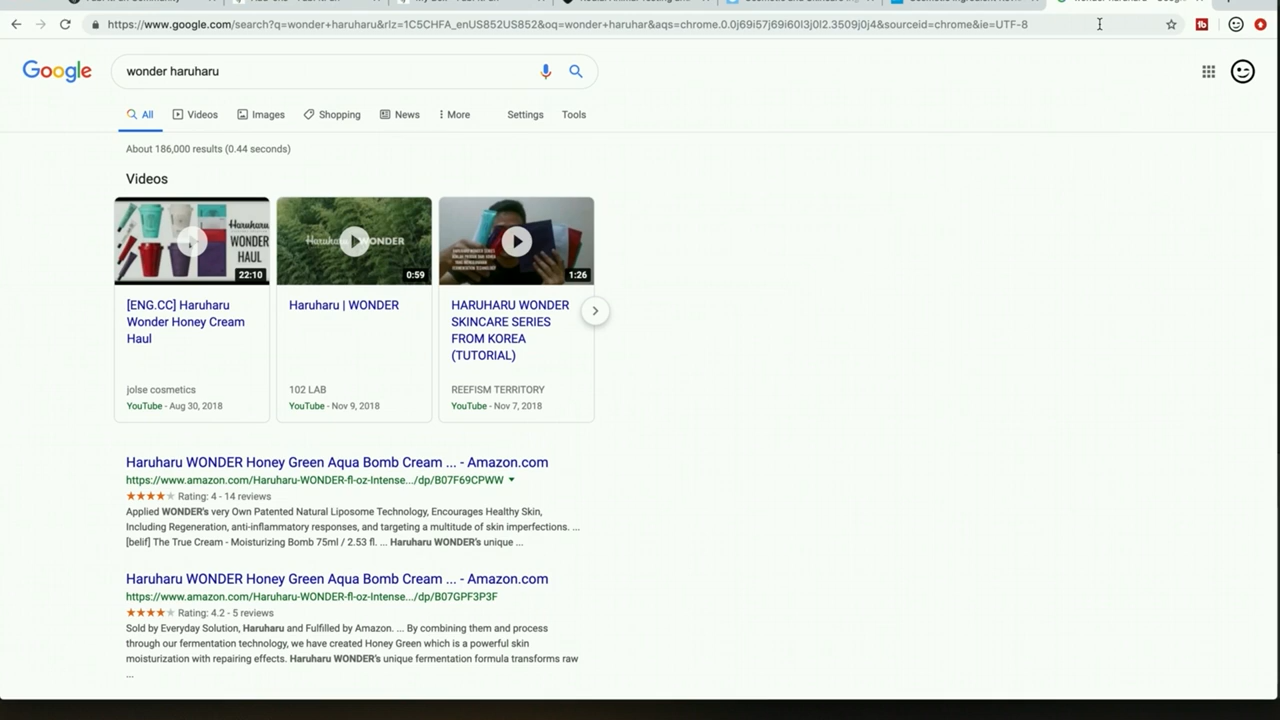 https://www.google.com/search?q=wonder+haruharu&rlz=1C5CHFA_enUS852US852&oq=wonder+haruhar&aqs=chrome.0.0j69i57j69i60l3j0l2.3509j0j4&sourceid=chrome&ie=UTF-8
Google
wonder haruharu
All Videos Images Shopping News More Settings Tools
About 186,000 results (0.44 seconds)
Videos
Haruharu
WONDER
HAUL
22:10
Haruharu WONDER
0:59
1:26
[ENG.CC] Haruharu
Wonder Honey Cream
Haul
jolse cosmetics
YouTube - Aug 30, 2018
Haruharu | WONDER
102 LAB
YouTube - Nov 9, 2018
HARUHARU WONDER
SKINCARE SERIES
FROM KOREA
(TUTORIAL)
REEFISM TERRITORY
YouTube - Nov 7, 2018
Haruharu WONDER Honey Green Aqua Bomb Cream ... - Amazon.com
https://www.amazon.com/Haruharu-WONDER-fl-oz-Intense.../dp/B07F69CPWW
Rating: 4 - 14 reviews
Applied WONDER's very Own Patented Natural Liposome Technology, Encourages Healthy Skin,
Including Regeneration, anti-inflammatory responses, and targeting a multitude of skin imperfections. ...
[belif] The True Cream - Moisturizing Bomb 75ml / 2.53 fl. ... Haruharu WONDER's unique ...
Haruharu WONDER Honey Green Aqua Bomb Cream ... - Amazon.com
https://www.amazon.com/Haruharu-WONDER-fl-oz-Intense.../dp/B07GPF3P3F
Rating: 4.2 - 5 reviews
Sold by Everyday Solution, Haruharu and Fulfilled by Amazon. ... By combining them and process
through our fermentation technology, we have created Honey Green which is a powerful skin
moisturization with repairing effects. Haruharu WONDER's unique fermentation formula transforms raw
...